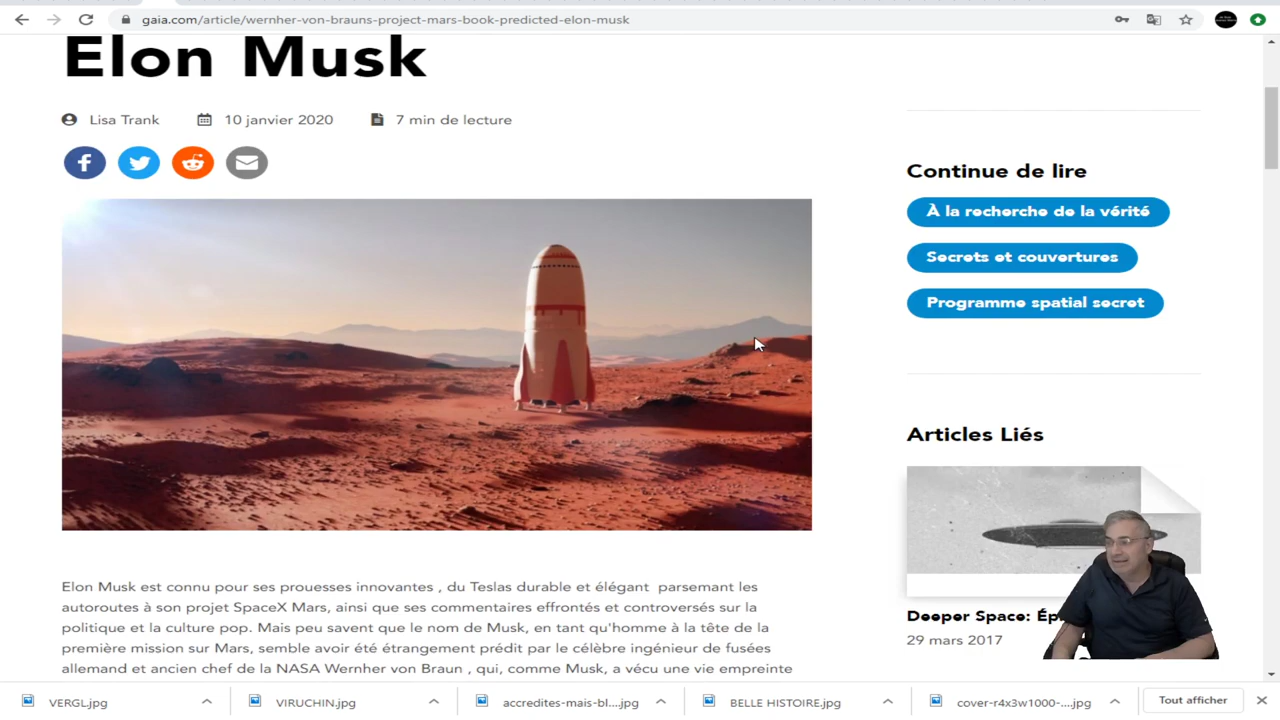 gaia.com/article/wernher-von-brauns-project-mars-book-predicted-elon-musk
Elon Musk
Lisa Trank 10 janvier 2020 7 min de lecture
Elon Musk est connu pour ses prouesses innovantes , du Teslas durable et élégant parsemant les
autoroutes à son projet SpaceX Mars, ainsi que ses commentaires effrontés et controversés sur la
politique et la culture pop. Mais peu savent que le nom de Musk, en tant qu'homme à la tête de la
première mission sur Mars, semble avoir été étrangement prédit par le célèbre ingénieur de fusées
allemand et ancien chef de la NASA Wernher von Braun , qui, comme Musk, a vécu une vie empreinte
Continue de lire
À la recherche de la vérité
Secrets et couvertures
Programme spatial secret
Articles Liés
Deeper Space: Ép
29 mars 2017
VERGL.jpg
VIRUCHIN.jpg
accredites-mais-bl....jpg
BELLE HISTOIRE.jpg
cover-r4x3w1000-....jpg
Tout afficher